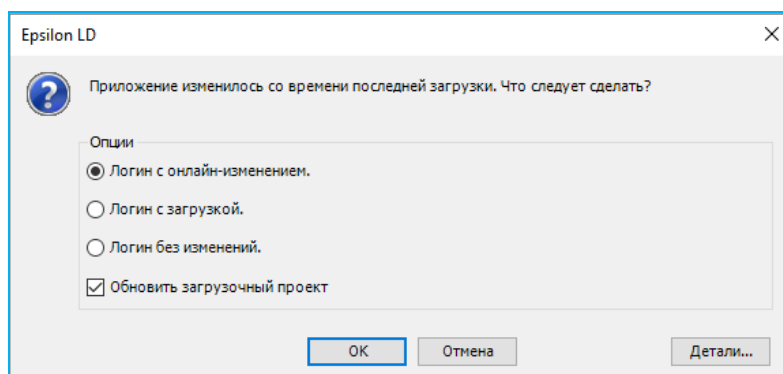 Epsilon LD
Приложение изменилось со времени последней загрузки. Что следует сделать?
Опции
Логин с онлайн-изменением.
Логин с загрузкой.
Логин без изменений.
Обновить загрузочный проект
ОК
Отмена
Детали...